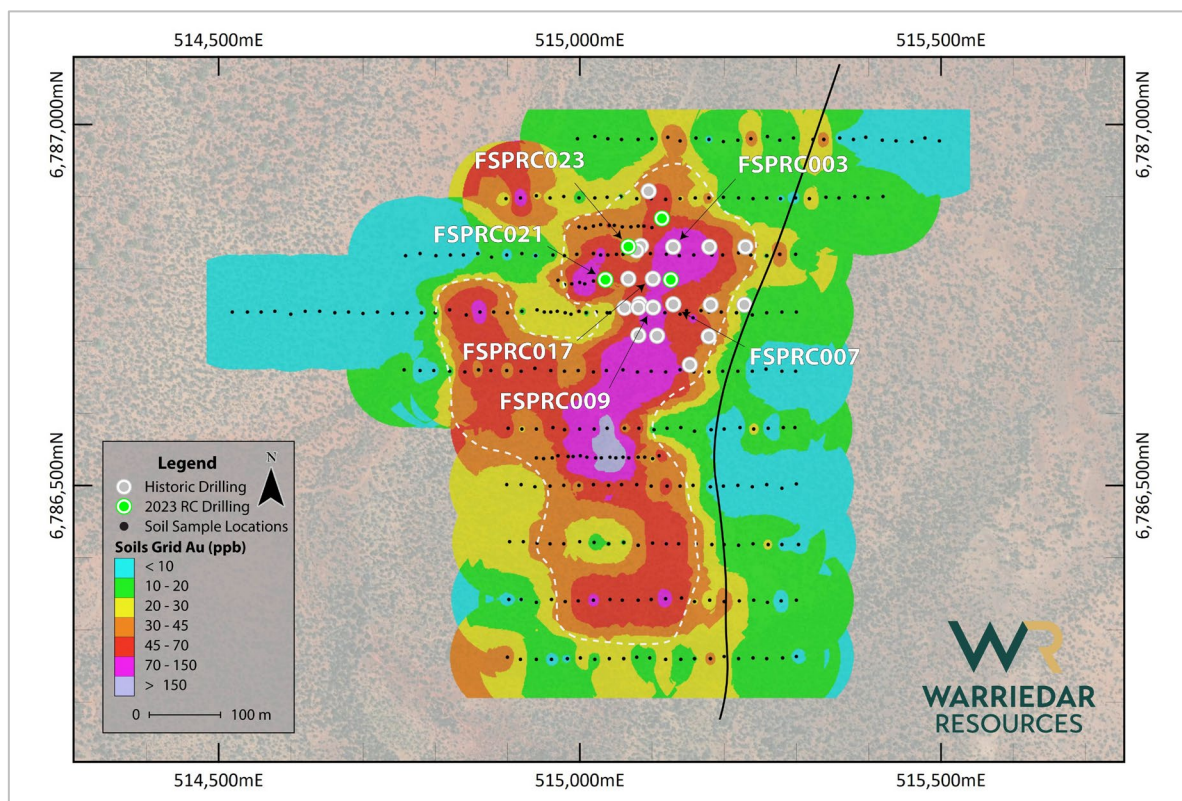 514,500mE
515,000mE
515,500mE
6,787,000mN
6,787,000mN
FSPRC023
FSPRC003
FSPRC021
FSPRC017
FSPRC007
FSPRC009
6,786,500mN
6,786,500mN
Legend
N
Historic Drilling
2023 RC Drilling
Soil Sample Locations
Soils Grid Au (ppb)
< 10
10 - 20
20 - 30
30 - 45
45 - 70
70 - 150
> 150
0 100 m
WR
WARRIEDAR
RESOURCES
514,500mE
515,000mE
515,500mE